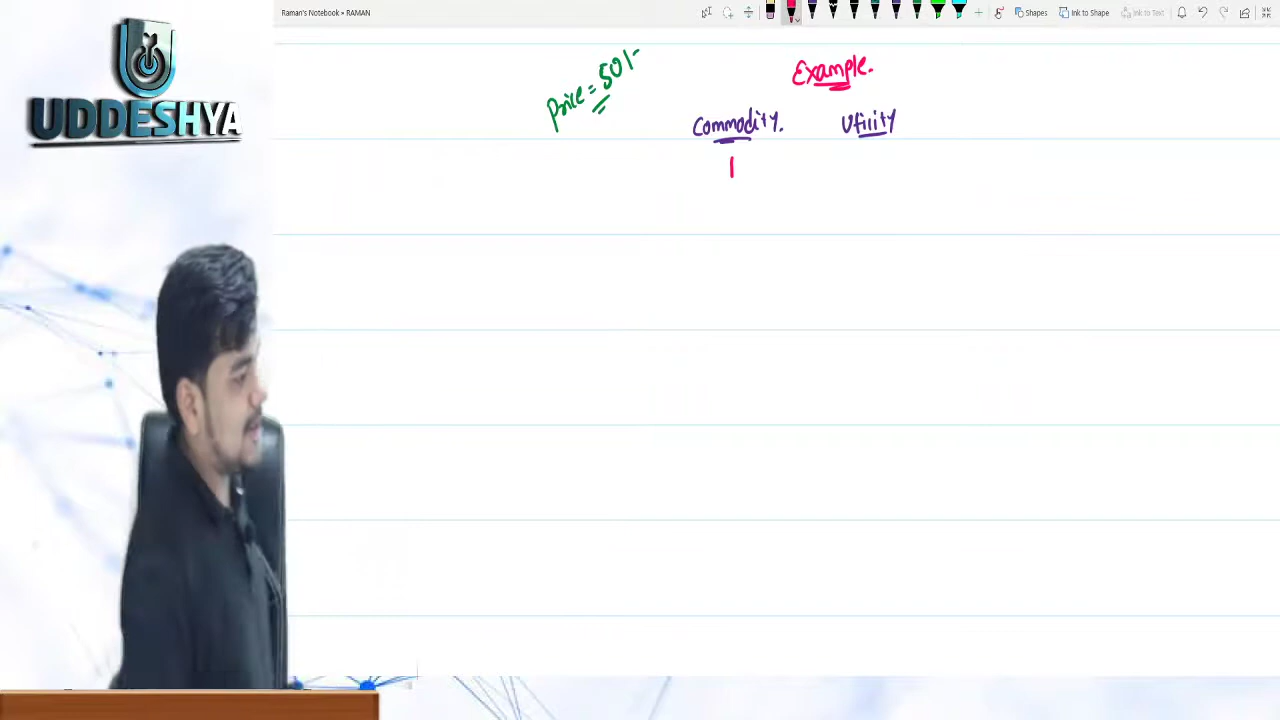 Raman's Notebook » RAMAN
Shapes
Ink to Shape
Ink to Text
UDDESHYA
Price = 50/-
Example.
Commodity. Utility
1